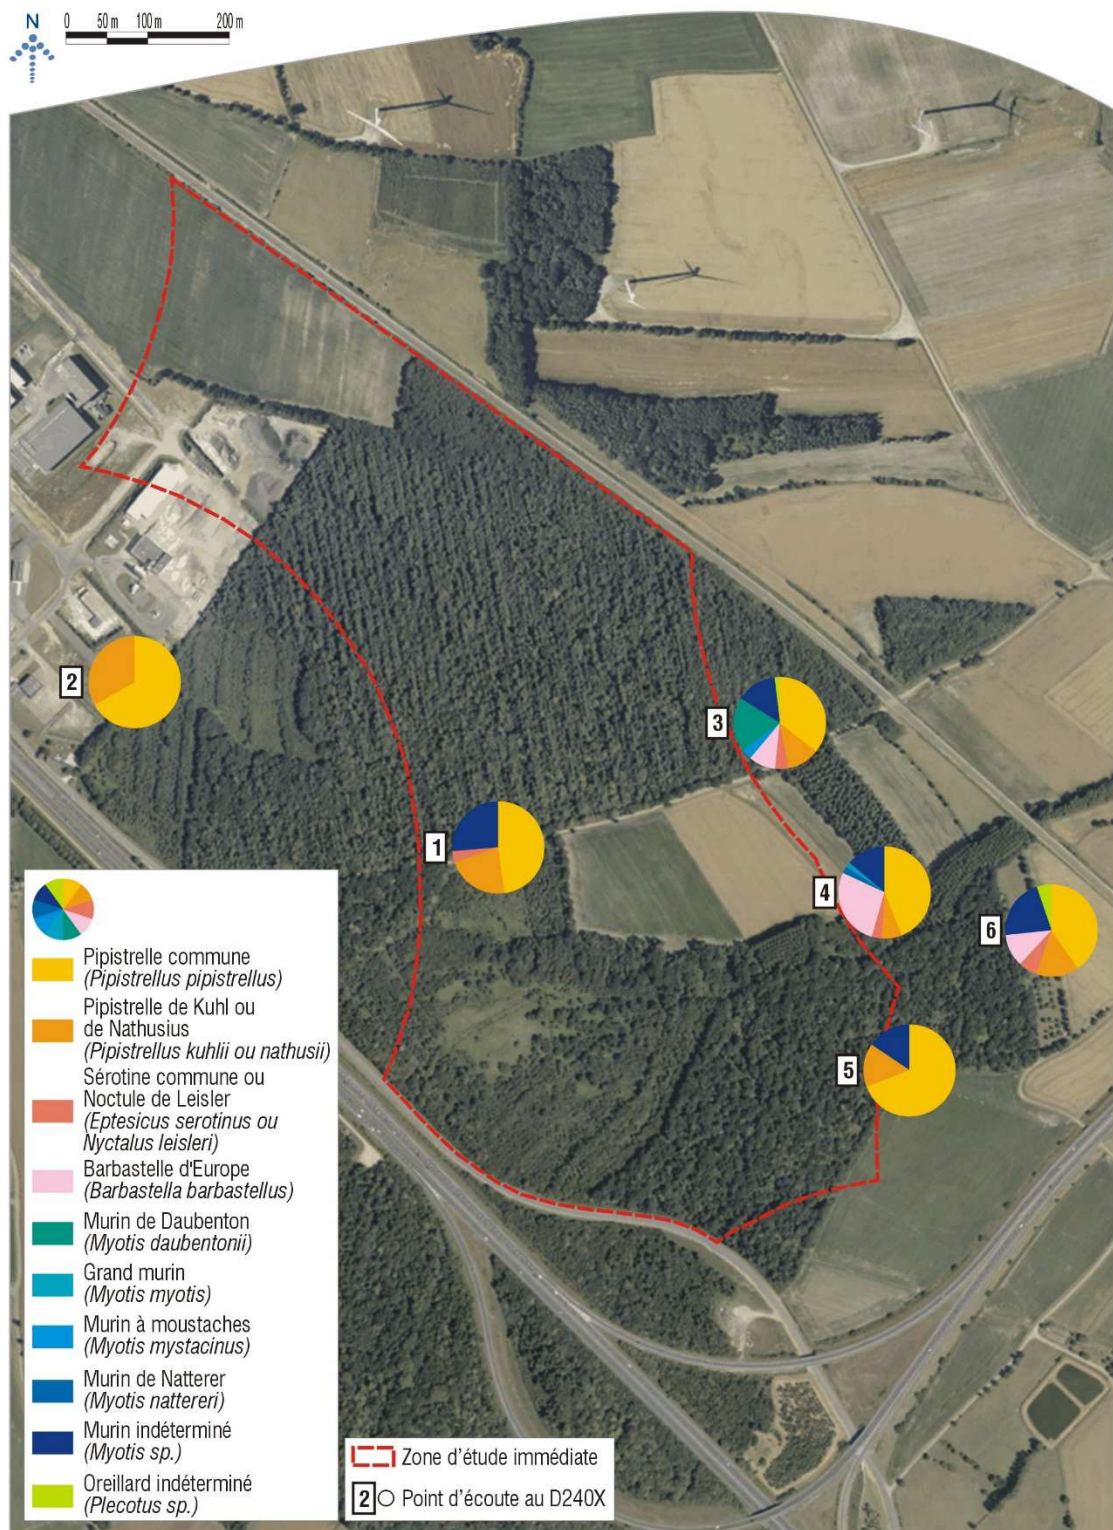 N
0 50 m 100 m 200 m
2
3
1
4
6
5
Pipistrelle commune
(Pipistrellus pipistrellus)
Pipistrelle de Kuhl ou
de Nathusius
(Pipistrellus kuhlii ou nathusii)
Sérotine commune ou
Noctule de Leisler
(Eptesicus serotinus ou
Nyctalus leisleri)
Barbastelle d'Europe
(Barbastella barbastellus)
Murin de Daubenton
(Myotis daubentonii)
Grand murin
(Myotis myotis)
Murin à moustaches
(Myotis mystacinus)
Murin de Natterer
(Myotis nattereri)
Murin indéterminé
(Myotis sp.)
Oreillard indéterminé
(Plecotus sp.)
Zone d'étude immédiate
2 Point d'écoute au D240X